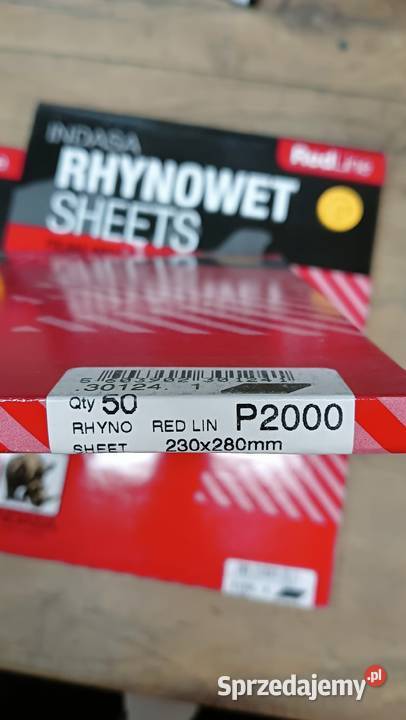 INDASA
RedLine
RHYNOWET
SHEETS
.30124. 1
Qty 50
RHYNO RED LIN P2000
SHEET 230x280mm
Sprzedajemy.pl